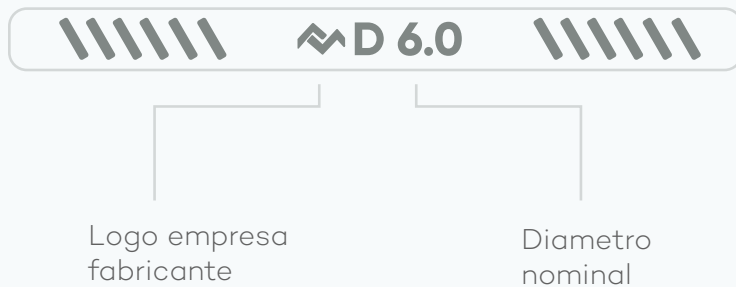 D 6.0
Logo empresa
fabricante
Diametro
nominal